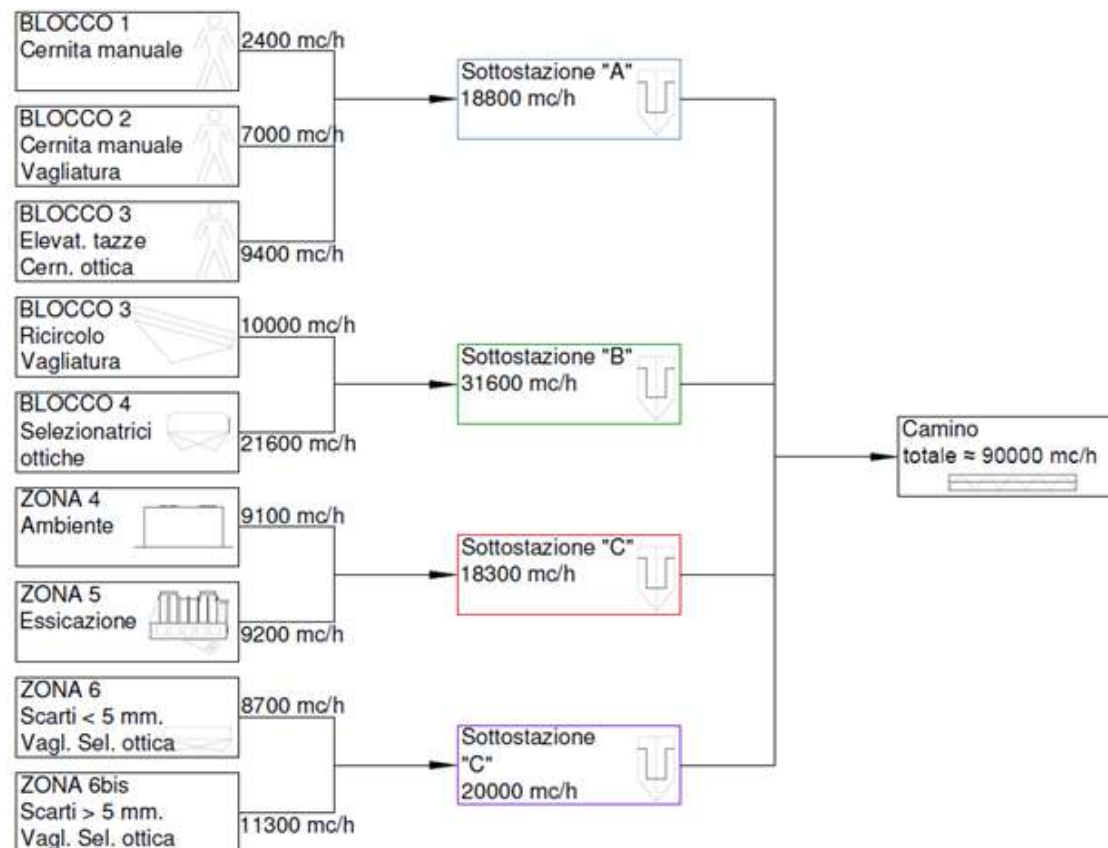 BLOCCO 1
Cernita manuale
2400 mc/h
BLOCCO 2
Cernita manuale
Vagliatura
7000 mc/h
BLOCCO 3
Elevat. tazze
Cern. ottica
9400 mc/h
Sottostazione "A"
18800 mc/h
BLOCCO 3
Ricircolo
Vagliatura
10000 mc/h
BLOCCO 4
Selezionatrici
ottiche
21600 mc/h
Sottostazione "B"
31600 mc/h
ZONA 4
Ambiente
9100 mc/h
ZONA 5
Essicazione
9200 mc/h
Sottostazione "C"
18300 mc/h
ZONA 6
Scarti < 5 mm.
Vagl. Sel. ottica
8700 mc/h
ZONA 6bis
Scarti > 5 mm.
Vagl. Sel. ottica
11300 mc/h
Sottostazione
"C"
20000 mc/h
Camino
totale ≈ 90000 mc/h